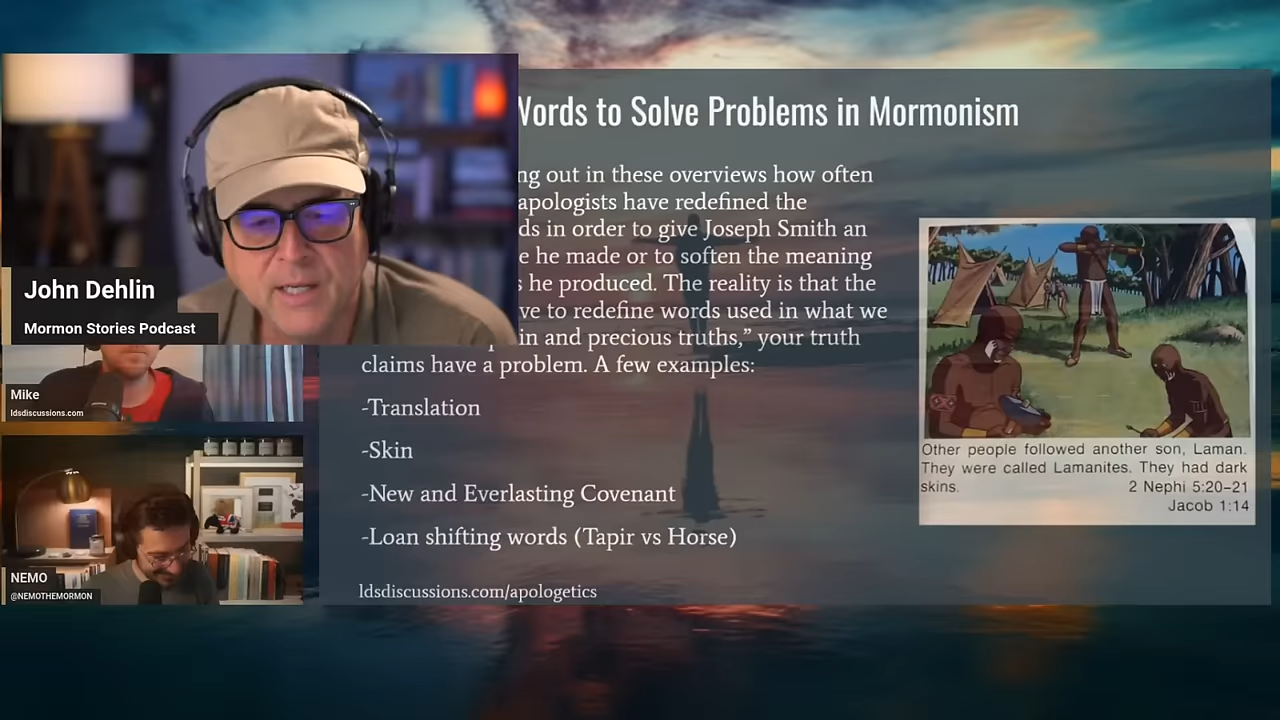 Words to Solve Problems in Mormonism
out in these overviews how often
apologists have redefined the
in order to give Joseph Smith an
he made or to soften the meaning
he produced. The reality is that the
to redefine words used in what we
and precious truths,” your truth
claims have a problem. A few examples:
-Translation
-Skin
-New and Everlasting Covenant
-Loan shifting words (Tapir vs Horse)
ldsdiscussions.com/apologetics
John Dehlin
Mormon Stories Podcast
Mike
ldsdiscussions.com
NEMO
@NEMOTHEMORMON
Other people followed another son, Laman.
They were called Lamanites. They had dark
skins. 2 Nephi 5:20–21
Jacob 1:14